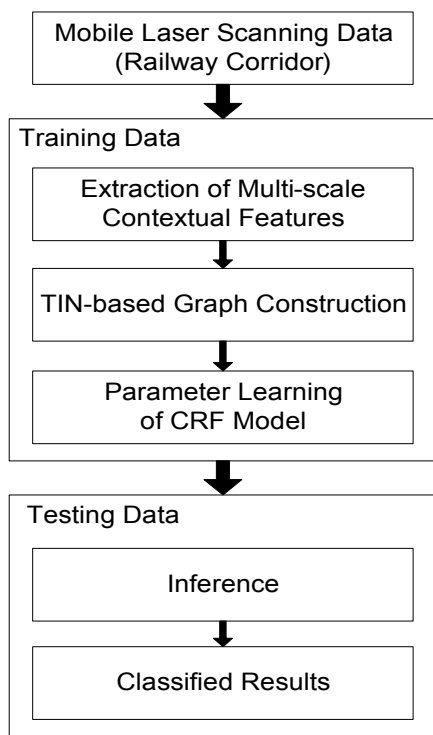 Mobile Laser Scanning Data
(Railway Corridor)
Training Data
Extraction of Multi-scale
Contextual Features
TIN-based Graph Construction
Parameter Learning
of CRF Model
Testing Data
Inference
Classified Results